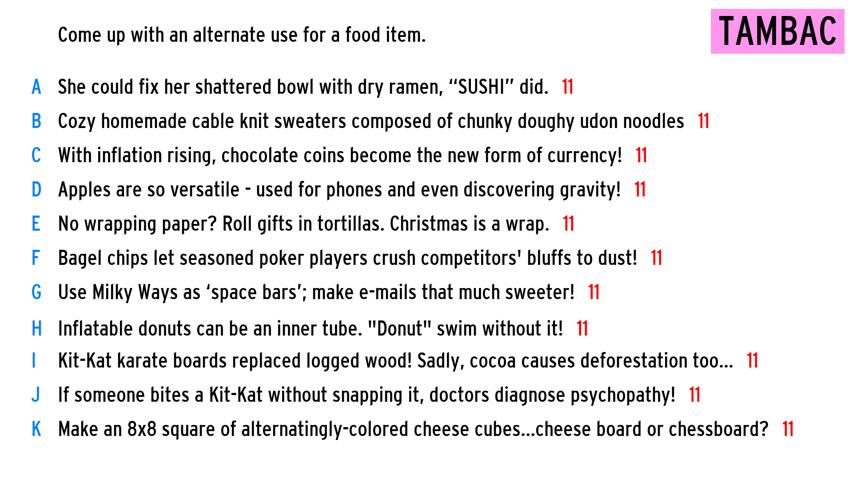 Come up with an alternate use for a food item.
TAMBAC
A She could fix her shattered bowl with dry ramen, “SUSHI” did. 11
B Cozy homemade cable knit sweaters composed of chunky doughy udon noodles 11
C With inflation rising, chocolate coins become the new form of currency! 11
D Apples are so versatile - used for phones and even discovering gravity! 11
E No wrapping paper? Roll gifts in tortillas. Christmas is a wrap. 11
F Bagel chips let seasoned poker players crush competitors' bluffs to dust! 11
G Use Milky Ways as ‘space bars’; make e-mails that much sweeter! 11
H Inflatable donuts can be an inner tube. "Donut" swim without it! 11
I Kit-Kat karate boards replaced logged wood! Sadly, cocoa causes deforestation too... 11
J If someone bites a Kit-Kat without snapping it, doctors diagnose psychopathy! 11
K Make an 8x8 square of alternatingly-colored cheese cubes...cheese board or chessboard? 11